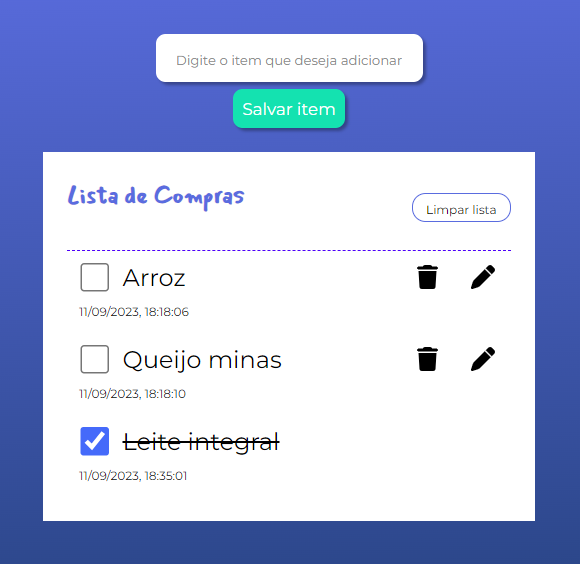 Digite o item que deseja adicionar
Salvar item
Lista de Compras
Limpar lista
Arroz
11/09/2023, 18:18:06
Queijo minas
11/09/2023, 18:18:10
Leite integral
11/09/2023, 18:35:01